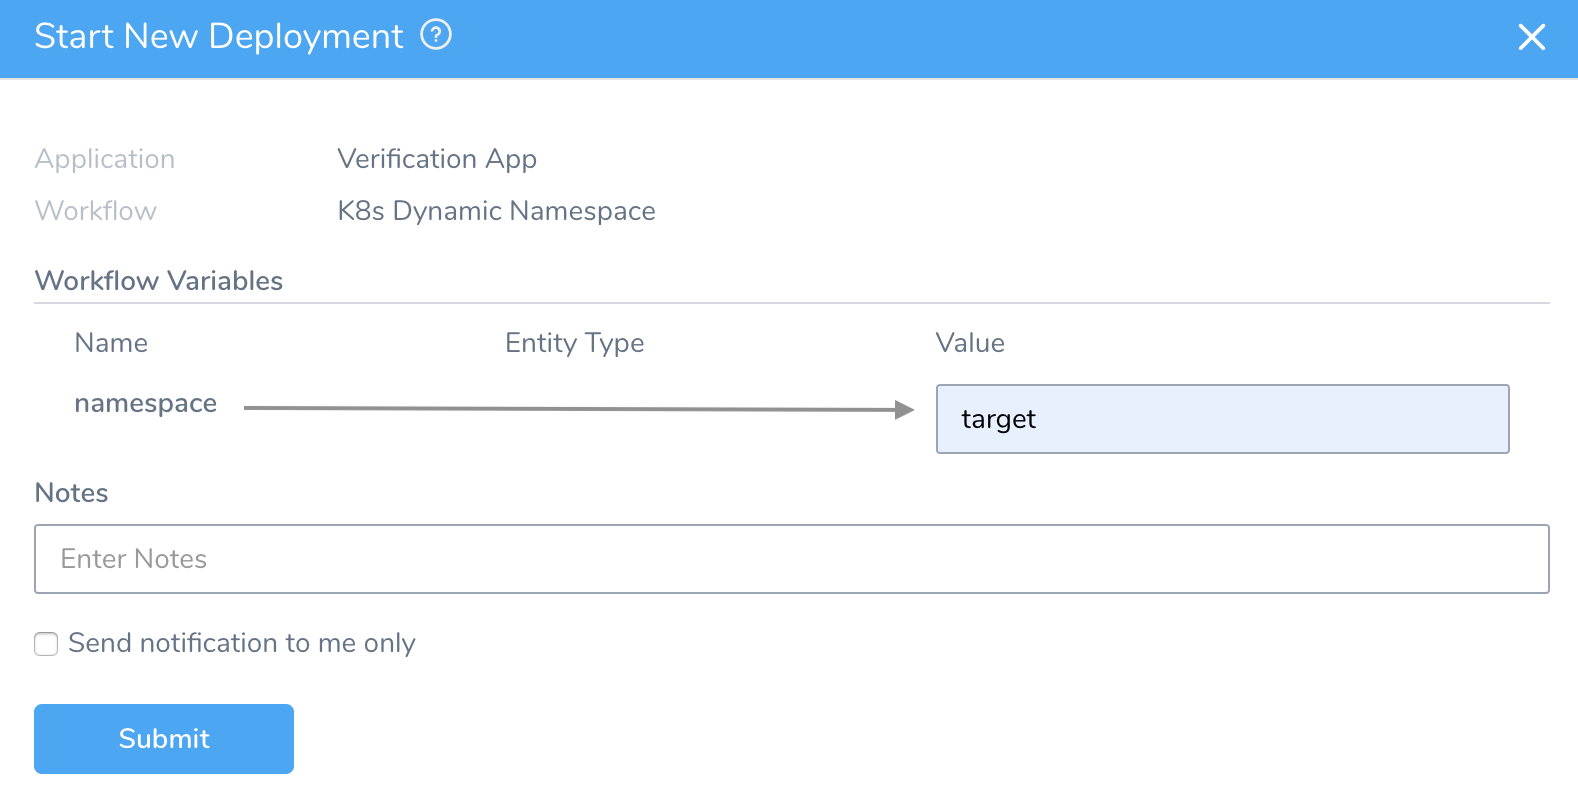 Start New Deployment ?
Application Verification App
Workflow K8s Dynamic Namespace
Workflow Variables
Name Entity Type Value
namespace target
Notes
Enter Notes
Send notification to me only
Submit